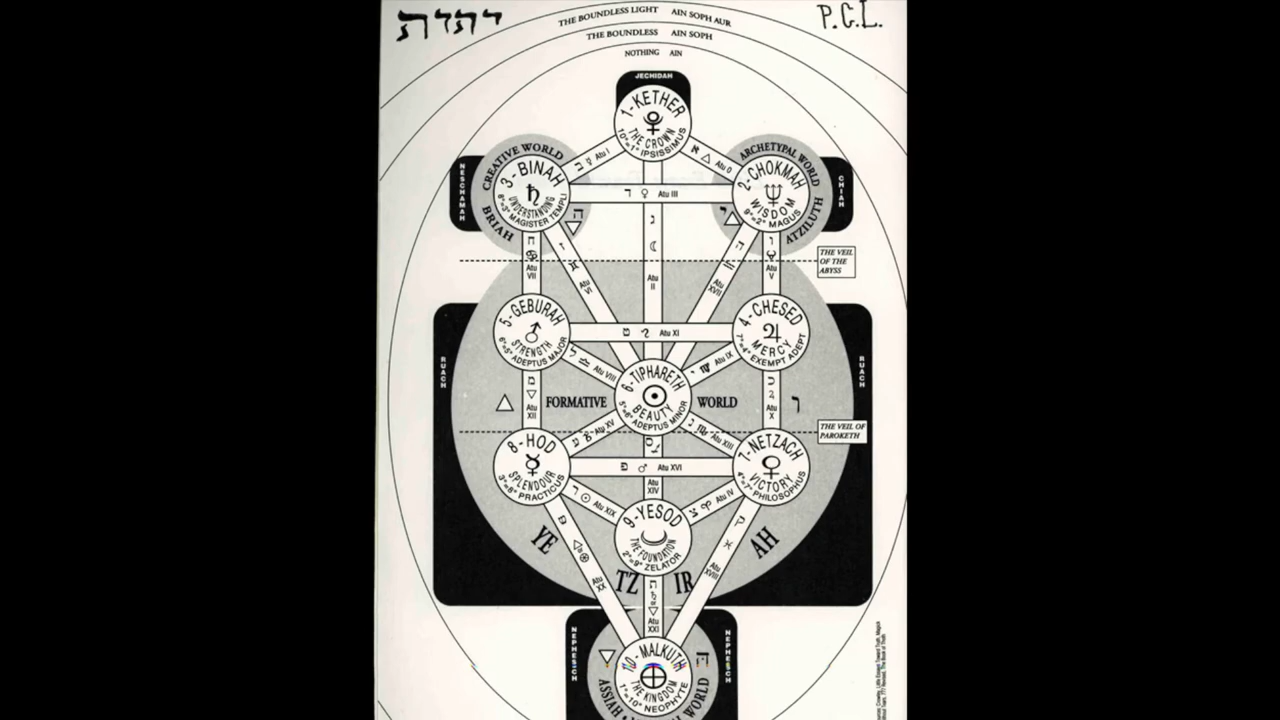 יהוה
P.C.L.
THE BOUNDLESS LIGHT AIN SOPH AUR
THE BOUNDLESS AIN SOPH
NOTHING AIN
JECHIDAH
1-KETHER
THE CROWN
10°=1° IPSISSIMUS
ב ☿ Atu I
א △ Atu 0
CREATIVE WORLD
BRIAH
NESCHAMAH
3-BINAH
♄
UNDERSTANDING
8°=3° MAGISTER TEMPLI
ה ▽
ד ♀ Atu III
ARCHETYPAL WORLD
ATZILUTH
CHIAH
2-CHOKMAH
♆
WISDOM
9°=2° MAGUS
י △
ח ♋ Atu VII
ז ♊ Atu VI
ג ☾ Atu II
Atu XVII
ו ♉ Atu V
THE VEIL
OF THE
ABYSS
5-GEBURAH
♂
STRENGTH
6°=5° ADEPTUS MAJOR
ט ♌ Atu XI
4-CHESED
♃
MERCY
7°=4° EXEMPT ADEPT
RUACH
RUACH
ל ♎ Atu VIII
י ♍ Atu IX
6-TIPHARETH
☉
BEAUTY
5°=6° ADEPTUS MINOR
מ ▽ Atu XII
FORMATIVE WORLD
כ ♃ Atu X
△
ו
THE VEIL OF
PAROKETH
ע ♑ Atu XV
נ ♏ Atu XIII
8-HOD
☿
SPLENDOUR
3°=8° PRACTICUS
פ ♂ Atu XVI
7-NETZACH
♀
VICTORY
4°=7° PHILOSOPHUS
Atu XIV
ר ☉ Atu XIX
Atu IV
9-YESOD
THE FOUNDATION
2°=9° ZELATOR
YE TZ IR AH
Atu XX
ק ♓ Atu XVIII
ת Atu XXI
NEPHESCH
NEPHESCH
▽
ה
10-MALKUTH
THE KINGDOM
1°=10° NEOPHYTE
ASSIAH
WORLD